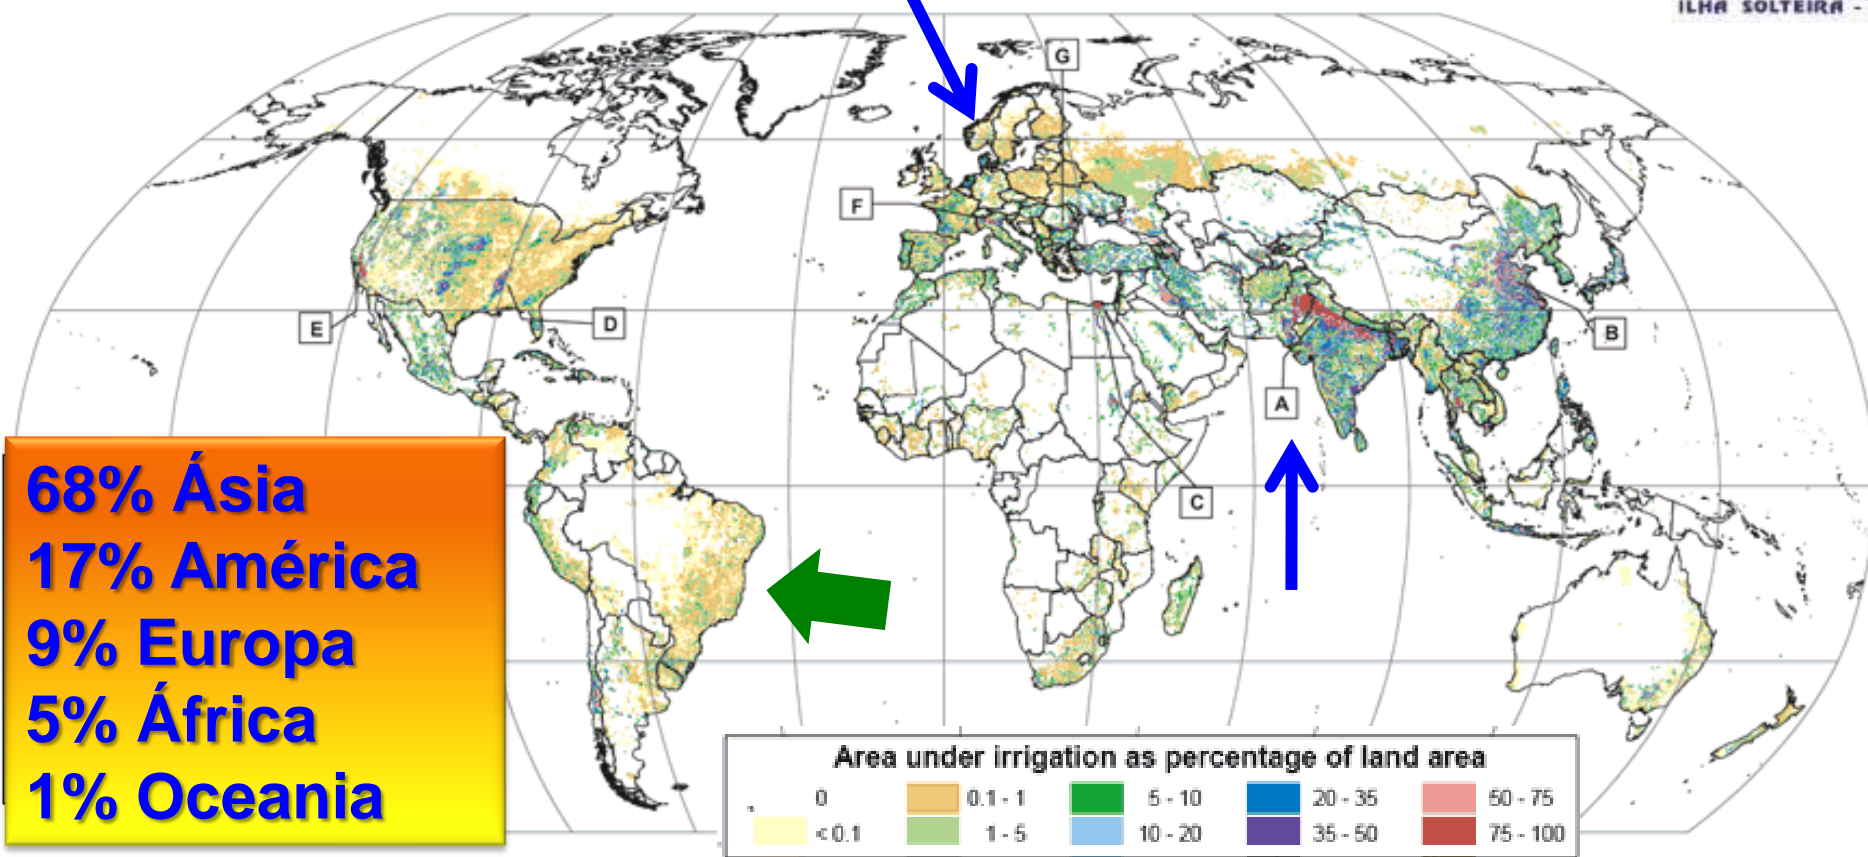 ILHA SOLTEIRA -
G
F
E
D
B
A
C
68% Ásia
17% América
9% Europa
5% África
1% Oceania
Area under irrigation as percentage of land area
0 0.1 - 1 5 - 10 20 - 35 50 - 75
< 0.1 1 - 5 10 - 20 35 - 50 75 - 100